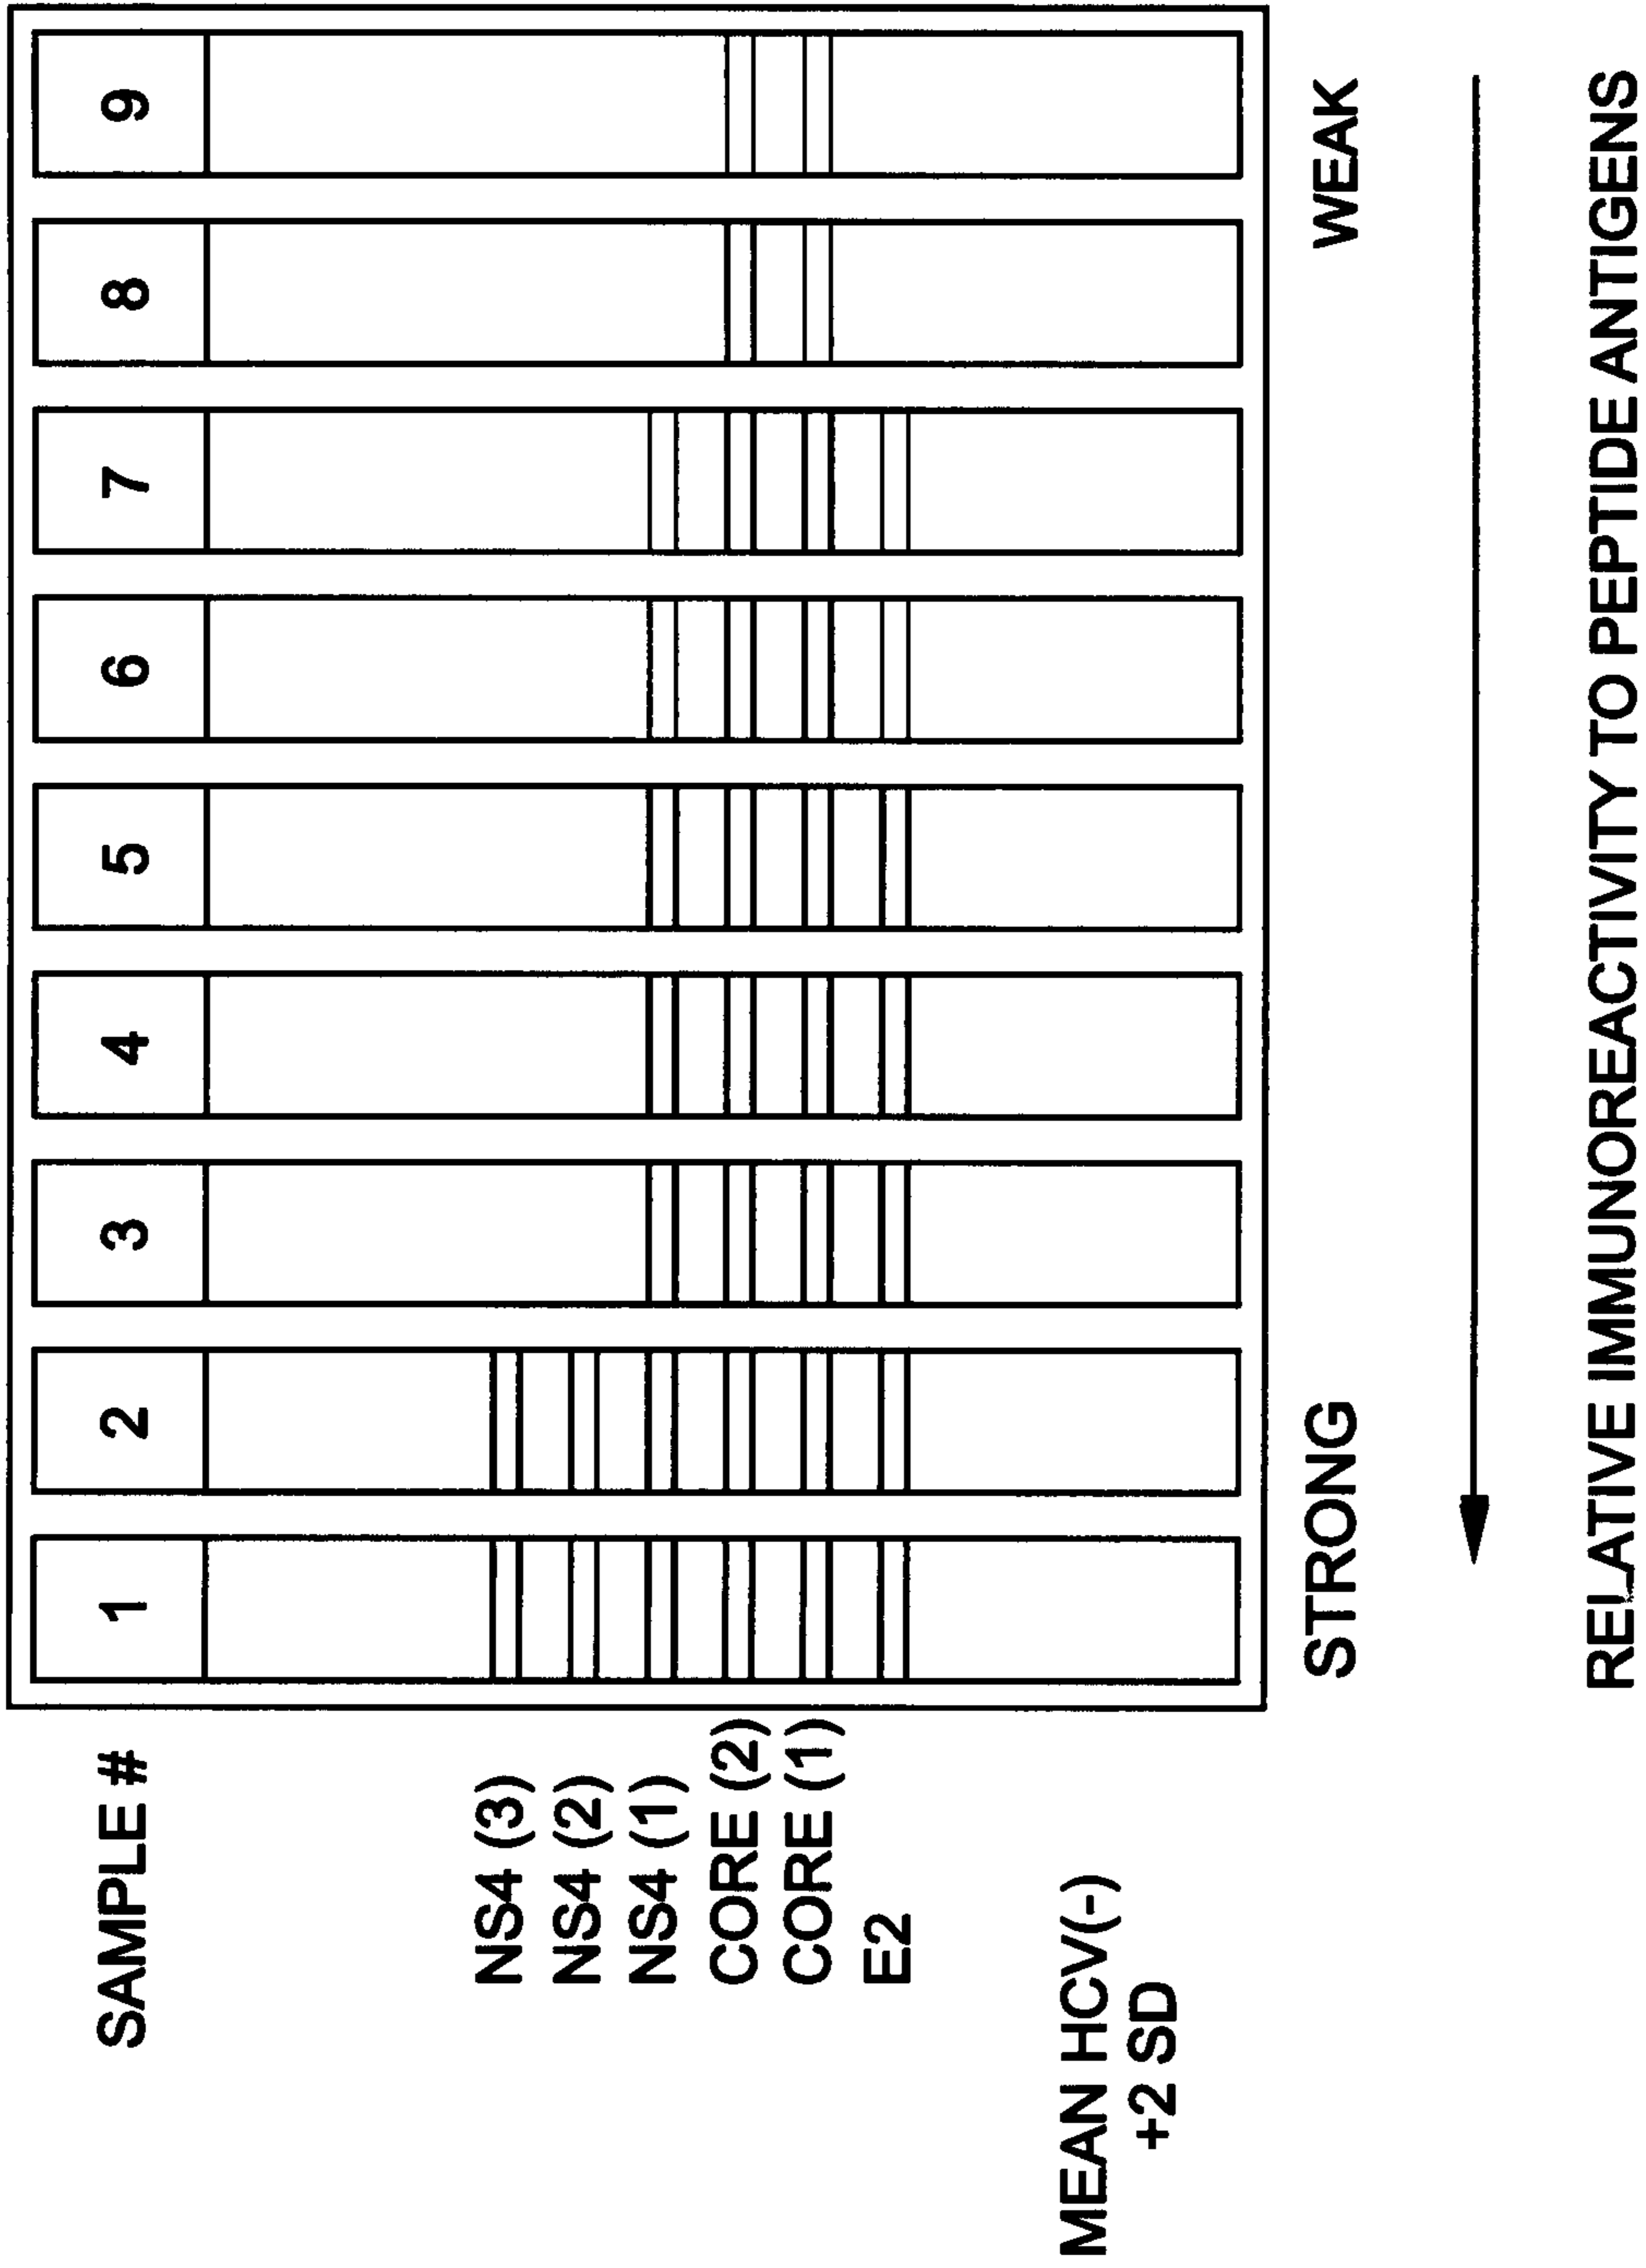 SAMPLE #
1 2 3 4 5 6 7 8 9
NS4 (3)
NS4 (2)
NS4 (1)
CORE (2)
CORE (1)
E2
MEAN HCV(-)
+2 SD
STRONG
WEAK
RELATIVE IMMUNOREACTIVITY TO PEPTIDE ANTIGENS